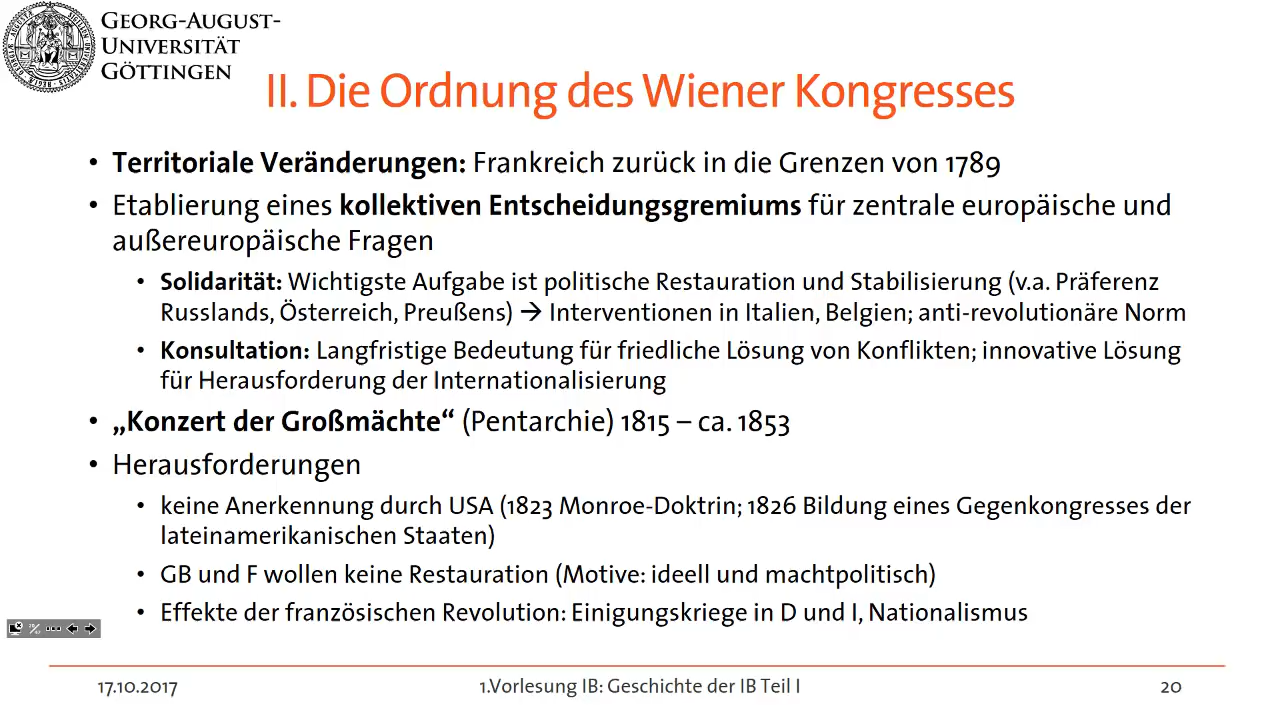 GEORG-AUGUST-
UNIVERSITÄT
GÖTTINGEN
II. Die Ordnung des Wiener Kongresses
• Territoriale Veränderungen: Frankreich zurück in die Grenzen von 1789
• Etablierung eines kollektiven Entscheidungsgremiums für zentrale europäische und
außereuropäische Fragen
• Solidarität: Wichtigste Aufgabe ist politische Restauration und Stabilisierung (v.a. Präferenz
Russlands, Österreich, Preußens) → Interventionen in Italien, Belgien; anti-revolutionäre Norm
• Konsultation: Langfristige Bedeutung für friedliche Lösung von Konflikten; innovative Lösung
für Herausforderung der Internationalisierung
• „Konzert der Großmächte“ (Pentarchie) 1815 – ca. 1853
• Herausforderungen
• keine Anerkennung durch USA (1823 Monroe-Doktrin; 1826 Bildung eines Gegenkongresses der
lateinamerikanischen Staaten)
• GB und F wollen keine Restauration (Motive: ideell und machtpolitisch)
• Effekte der französischen Revolution: Einigungskriege in D und I, Nationalismus
17.10.2017
1.Vorlesung IB: Geschichte der IB Teil I
20